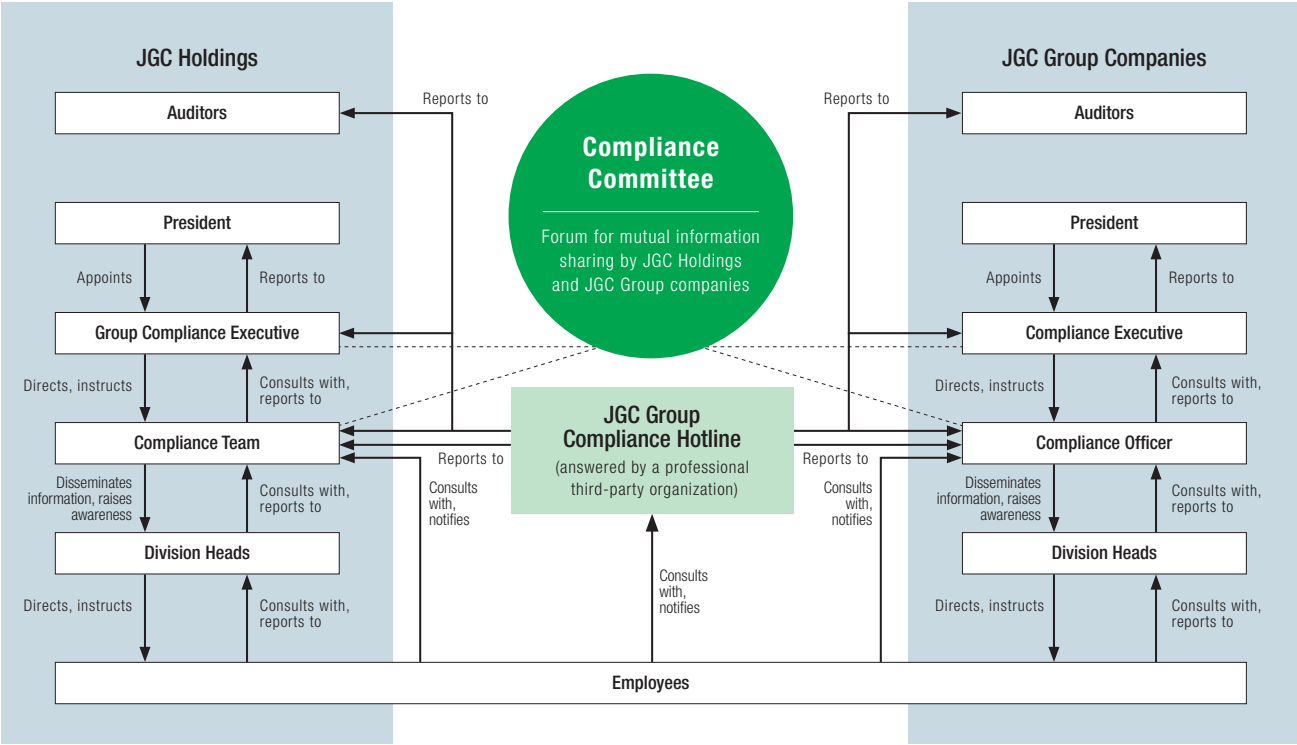 JGC Holdings
Auditors
Reports to
President
Appoints
Reports to
Group Compliance Executive
Directs, instructs
Consults with,
reports to
Compliance Team
Reports to
Disseminates
information, raises
awareness
Consults with,
reports to
Consults
with,
notifies
Division Heads
Directs, instructs
Consults with,
reports to
Compliance
Committee
Forum for mutual information
sharing by JGC Holdings
and JGC Group companies
JGC Group
Compliance Hotline
(answered by a professional
third-party organization)
Consults
with,
notifies
Employees
JGC Group Companies
Reports to
Auditors
President
Appoints
Reports to
Compliance Executive
Directs, instructs
Consults with,
reports to
Compliance Officer
Reports to
Consults
with,
notifies
Disseminates
information, raises
awareness
Consults with,
reports to
Division Heads
Directs, instructs
Consults with,
reports to